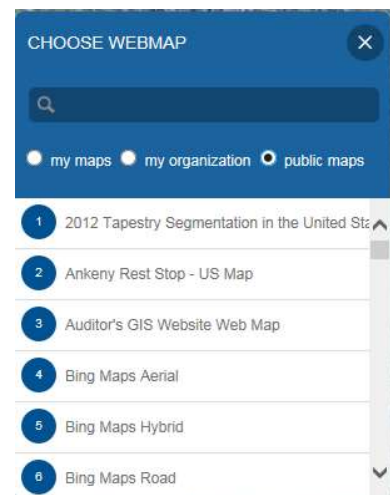 CHOOSE WEBMAP
my maps my organization public maps
1 2012 Tapestry Segmentation in the United Sta
2 Ankeny Rest Stop - US Map
3 Auditor's GIS Website Web Map
4 Bing Maps Aerial
5 Bing Maps Hybrid
6 Bing Maps Road